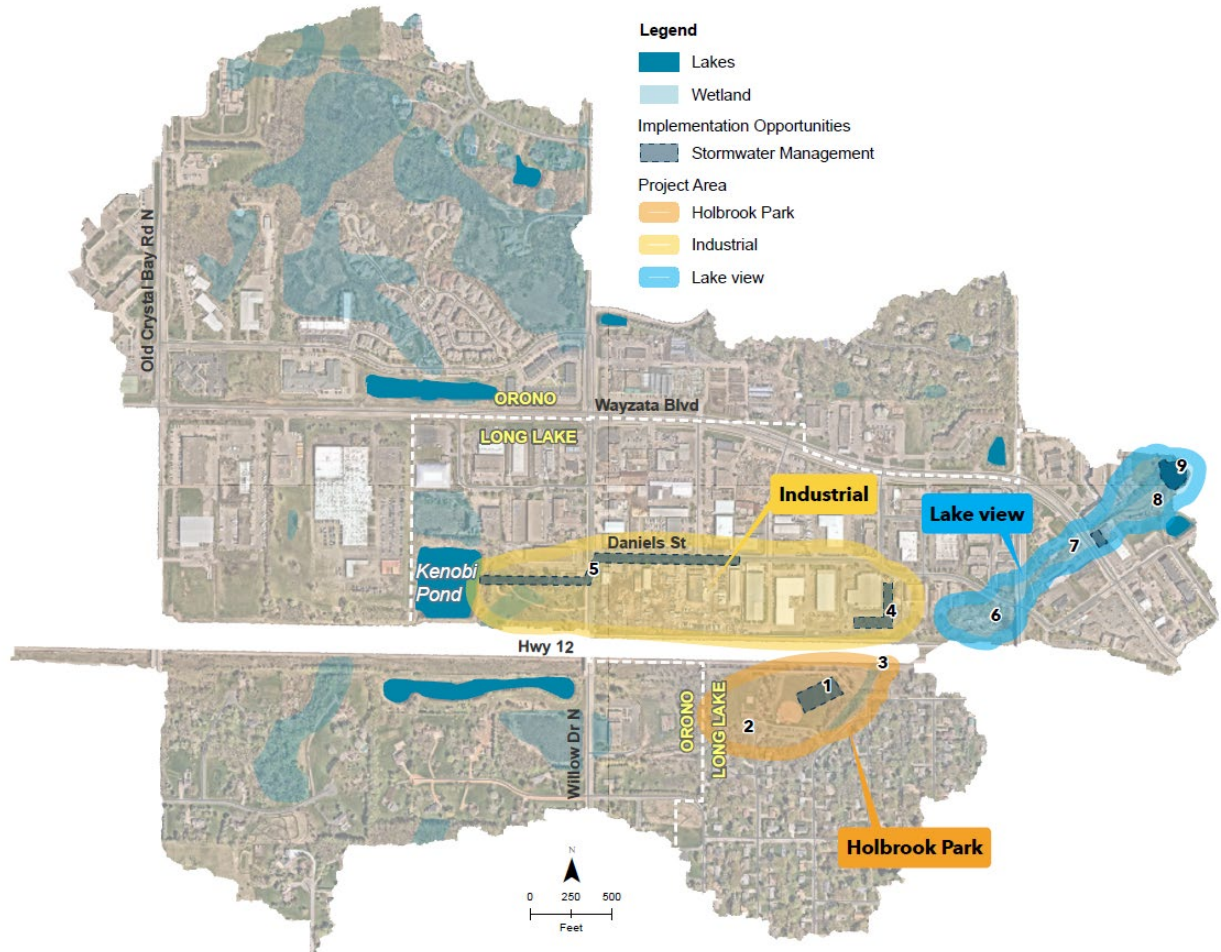 Legend
Lakes
Wetland
Implementation Opportunities
Stormwater Management
Project Area
Holbrook Park
Industrial
Lake view
Old Crystal Bay Rd N
ORONO
Wayzata Blvd
LONG LAKE
9
Industrial
8
Lake view
Daniels St
7
5
Kenobi
Pond
4
6
Hwy 12
3
1
ORONO
LONG LAKE
2
Willow Dr N
Holbrook Park
N
0 250 500
Feet